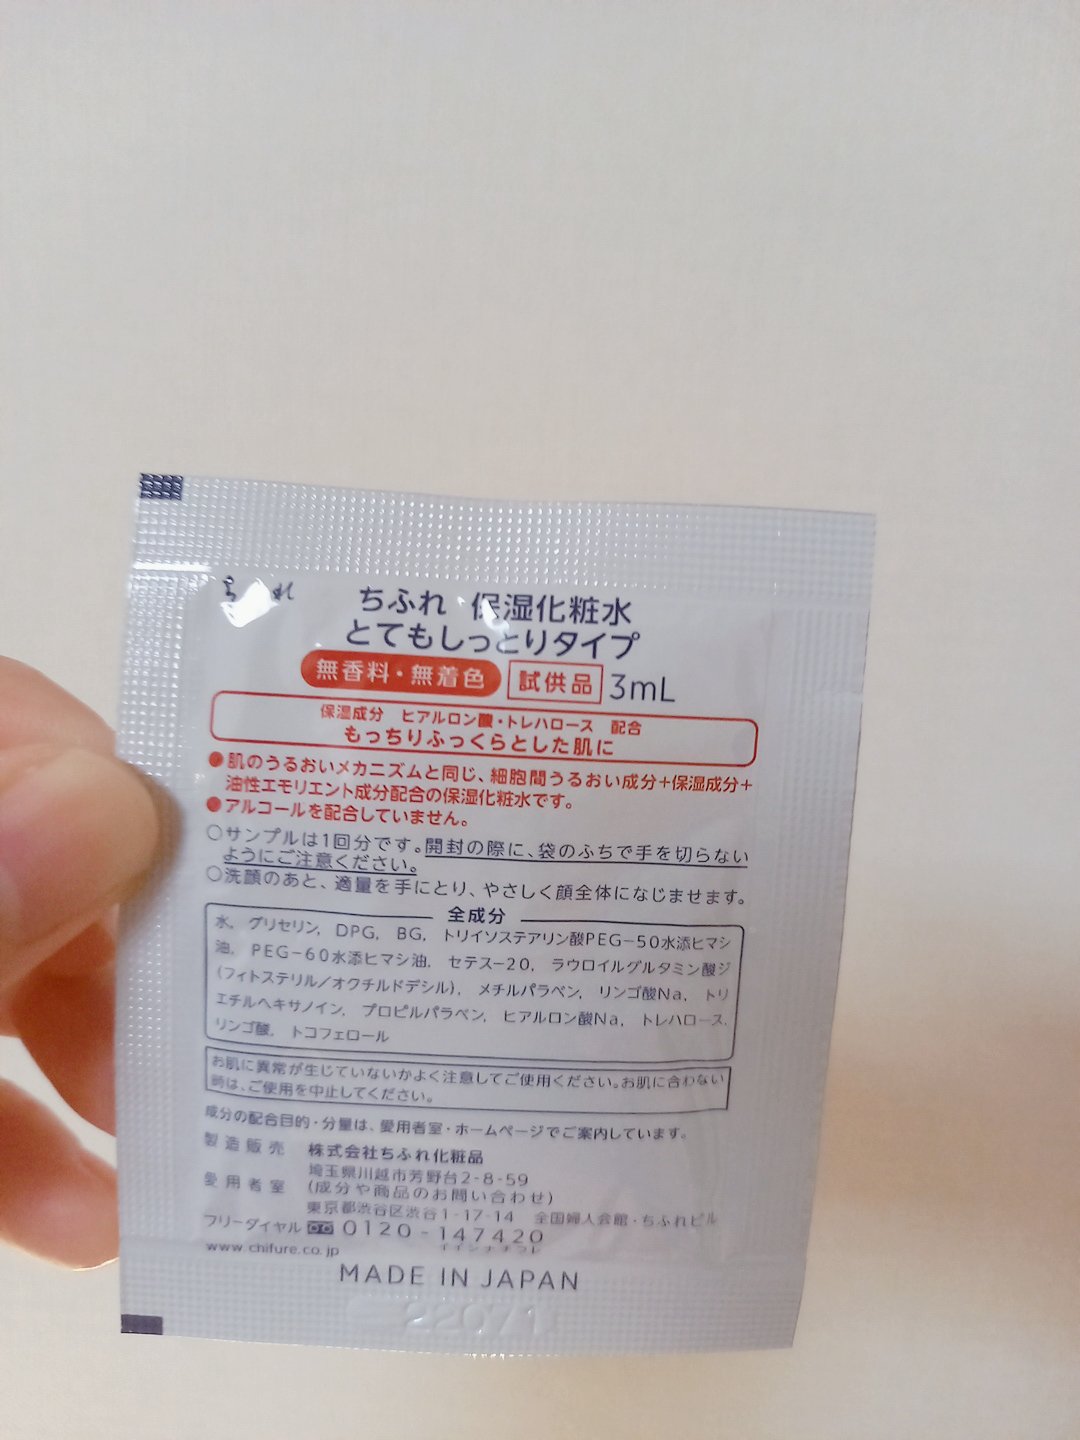 ちふれ 保湿化粧水
とてもしっとりタイプ
無香料・無着色 試供品 3mL
保湿成分 ヒアルロン酸・トレハロース 配合
もっちりふっくらとした肌に
●肌のうるおいメカニズムと同じ、細胞間うるおい成分+保湿成分+
油性エモリエント成分配合の保湿化粧水です。
●アルコールを配合していません。
○サンプルは1回分です。開封の際に、袋のふちで手を切らない
ようにご注意ください。
○洗顔のあと、適量を手にとり、やさしく顔全体になじませます。
全成分
水, グリセリン, DPG, BG, トリイソステアリン酸PEG-50水添ヒマシ
油, PEG-60水添ヒマシ油, セテス-20, ラウロイルグルタミン酸ジ
(フィトステリル/オクチルドデシル), メチルパラベン, リンゴ酸Na, トリ
エチルヘキサノイン, プロピルパラベン, ヒアルロン酸Na, トレハロース,
リンゴ酸, トコフェロール
お肌に異常が生じていないかよく注意してご使用ください。お肌に合わない
時は、ご使用を中止してください。
成分の配合目的・分量は、愛用者室・ホームページでご案内しています。
製造販売 株式会社ちふれ化粧品
埼玉県川越市芳野台2-8-59
愛用者室 (成分や商品のお問い合わせ)
東京都渋谷区渋谷1-17-14 全国婦人会館・ちふれビル
フリーダイヤル 0120-147420
www.chifure.co.jp
MADE IN JAPAN